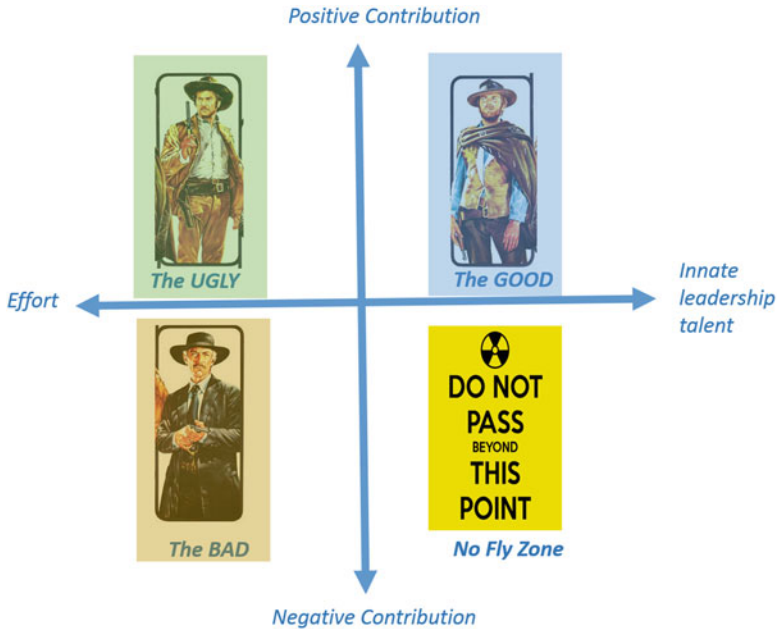 Positive Contribution
The UGLY
The GOOD
Effort
Innate
leadership
talent
DO NOT
PASS
BEYOND
THIS
POINT
The BAD
No Fly Zone
Negative Contribution